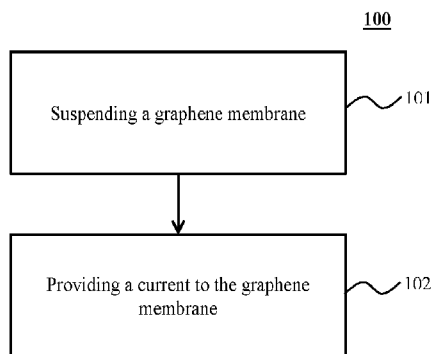 100
Suspending a graphene membrane
101
Providing a current to the graphene
membrane
102